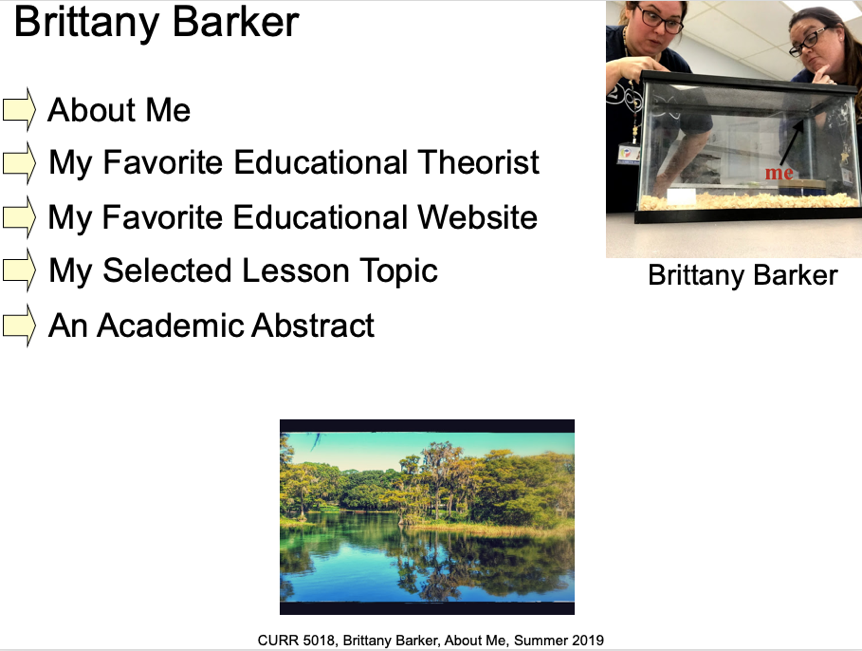 Brittany Barker
About Me
My Favorite Educational Theorist
My Favorite Educational Website
My Selected Lesson Topic
An Academic Abstract
me
Brittany Barker
CURR 5018, Brittany Barker, About Me, Summer 2019